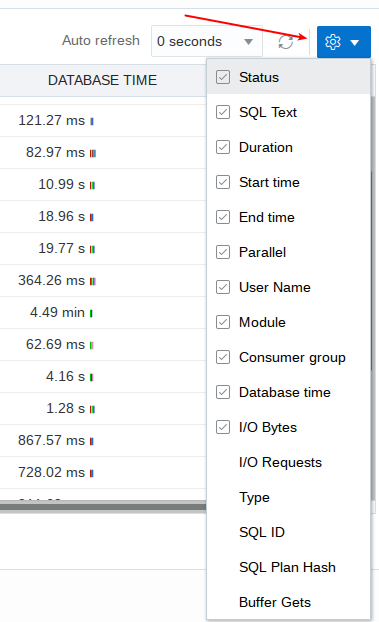 Auto refresh 0 seconds
DATABASE TIME
121.27 ms
82.97 ms
10.99 s
18.96 s
19.77 s
364.26 ms
4.49 min
62.69 ms
4.16 s
1.28 s
867.57 ms
728.02 ms
Status
SQL Text
Duration
Start time
End time
Parallel
User Name
Module
Consumer group
Database time
I/O Bytes
I/O Requests
Type
SQL ID
SQL Plan Hash
Buffer Gets